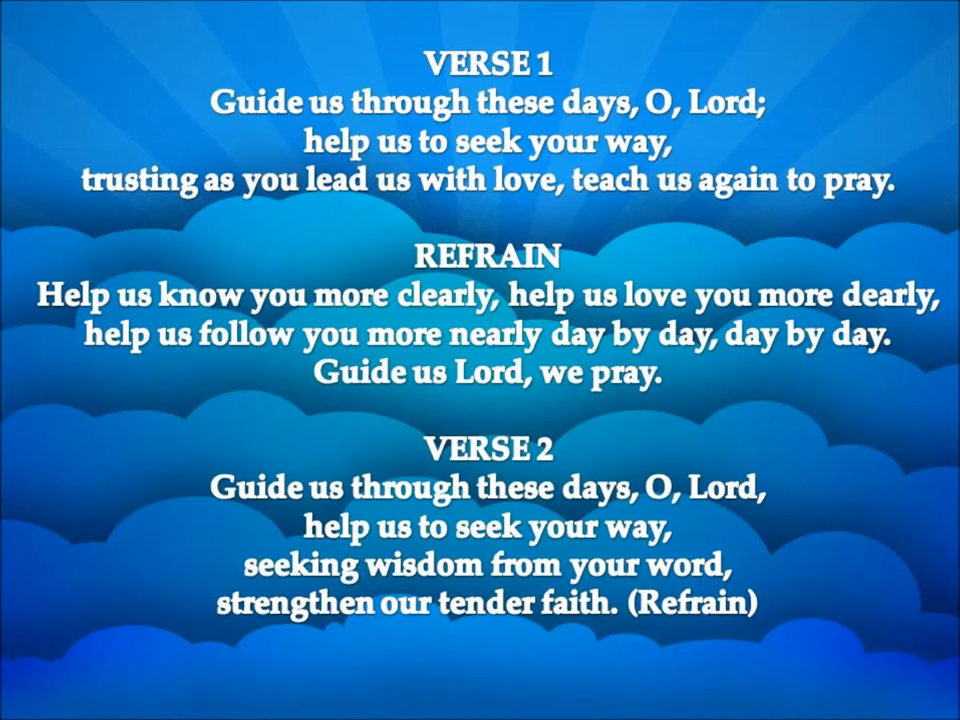 VERSE 1
Guide us through these days, O, Lord;
help us to seek your way,
trusting as you lead us with love, teach us again to pray.
REFRAIN
Help us know you more clearly, help us love you more dearly,
help us follow you more nearly day by day, day by day.
Guide us Lord, we pray.
VERSE 2
Guide us through these days, O, Lord,
help us to seek your way,
seeking wisdom from your word,
strengthen our tender faith. (Refrain)